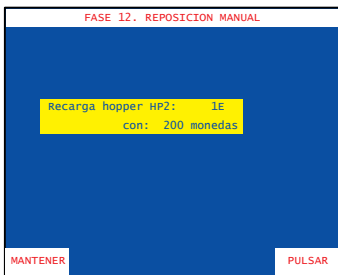 FASE 12. REPOSICION MANUAL
Recarga hopper HP2: 1E
con: 200 monedas
MANTENER PULSAR